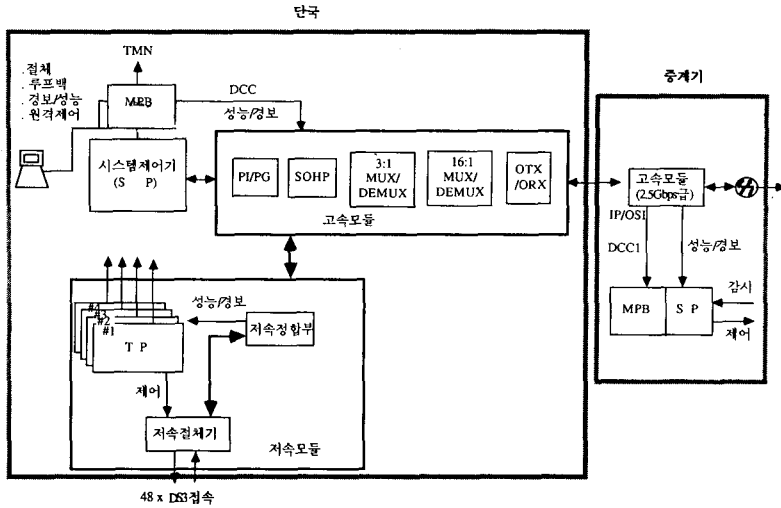 단국
TMN
. 절체
. 루프백
. 경보/성능
. 원격제어
MPB
DCC
성능/경보
시스템제어기
(S P)
PI/PG
SOHP
3:1
MUX/
DEMUX
16:1
MUX/
DEMUX
OTX
/ORX
고속모듈
#4
#3
#2
#1
T P
성능/경보
저속정합부
제어
저속절체기
저속모듈
48 x DS3접속
중계기
고속모듈
(2.5Gbps급)
IP/OSI
DCC1
성능/경보
MPB
S P
감시
제어